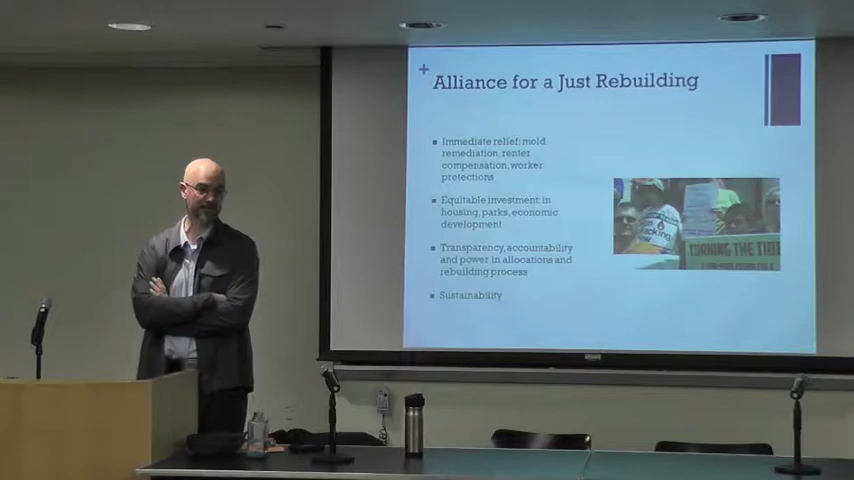 +
Alliance for a Just Rebuilding
▪ Immediate relief: mold
remediation, renter
compensation, worker
protections
▪ Equitable investment: in
housing, parks, economic
development
▪ Transparency, accountability
and power in allocations and
rebuilding process
▪ Sustainability
TURNING THE TIDE